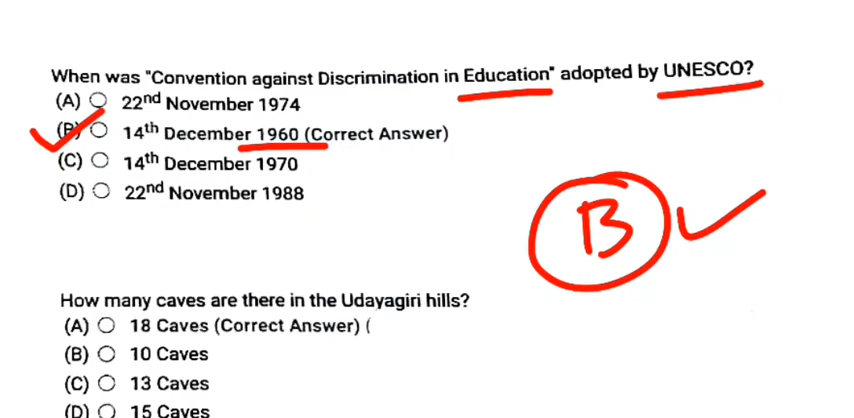 When was "Convention against Discrimination in Education" adopted by UNESCO?
(A) 22nd November 1974
(B) 14th December 1960 (Correct Answer)
(C) 14th December 1970
(D) 22nd November 1988
B
How many caves are there in the Udayagiri hills?
(A) 18 Caves (Correct Answer) (
(B) 10 Caves
(C) 13 Caves
(D) 15 Caves